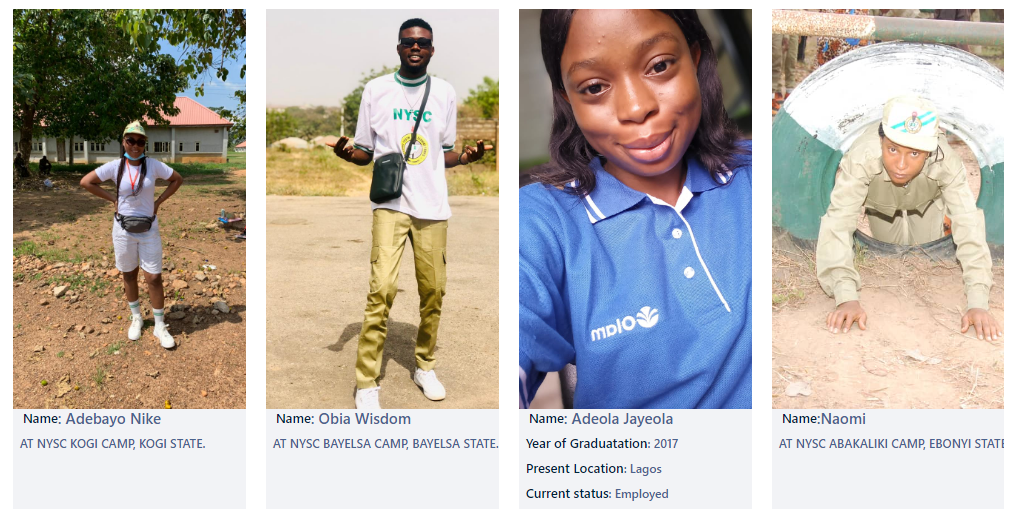 NYSC
Olam
Name: Adebayo Nike
AT NYSC KOGI CAMP, KOGI STATE.
Name: Obia Wisdom
AT NYSC BAYELSA CAMP, BAYELSA STATE.
Name: Adeola Jayeola
Year of Graduatation: 2017
Present Location: Lagos
Current status: Employed
Name:Naomi
AT NYSC ABAKALIKI CAMP, EBONYI STATE